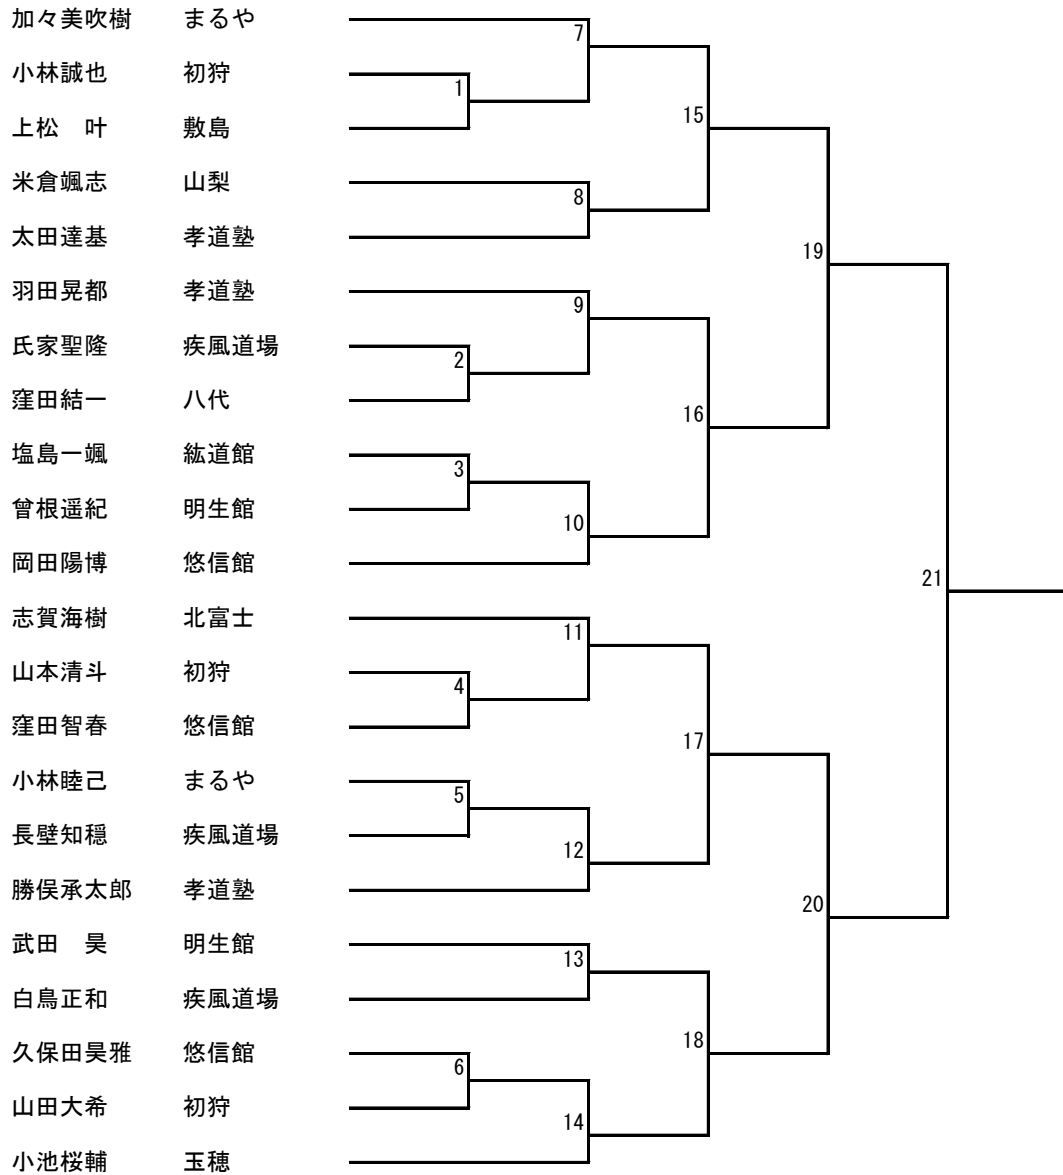 加々美吹樹 まるや
7
小林誠也 初狩
1
上松　叶 敷島
15
米倉颯志 山梨
8
太田達基 孝道塾
19
羽田晃都 孝道塾
9
氏家聖隆 疾風道場
2
窪田結一 八代
16
塩島一颯 紘道館
3
曾根遥紀 明生館
10
岡田陽博 悠信館
21
志賀海樹 北富士
11
山本清斗 初狩
4
窪田智春 悠信館
17
小林睦己 まるや
5
長壁知穏 疾風道場
12
勝俣承太郎 孝道塾
20
武田　昊 明生館
13
白鳥正和 疾風道場
18
久保田昊雅 悠信館
6
山田大希 初狩
14
小池桜輔 玉穂